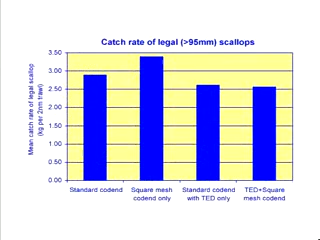 Catch rate of legal (>95mm) scallops
Mean catch rate of legal scallop
(kg per 2nm trawl)
3.50
3.00
2.50
2.00
1.50
1.00
0.50
0.00
Standard codend
Square mesh
codend only
Standard codend
with TED only
TED+Square
mesh codend